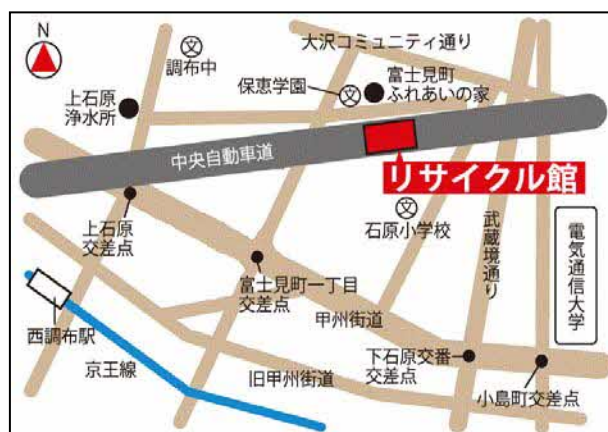 N
大沢コミュニティ通り
調布中
保恵学園
富士見町
ふれあいの家
上石原
浄水所
中央自動車道
リサイクル館
石原小学校
武蔵境通り
電気通信大学
上石原
交差点
富士見町一丁目
交差点
甲州街道
西調布駅
京王線
旧甲州街道
下石原交番
交差点
小島町交差点
文
文
文